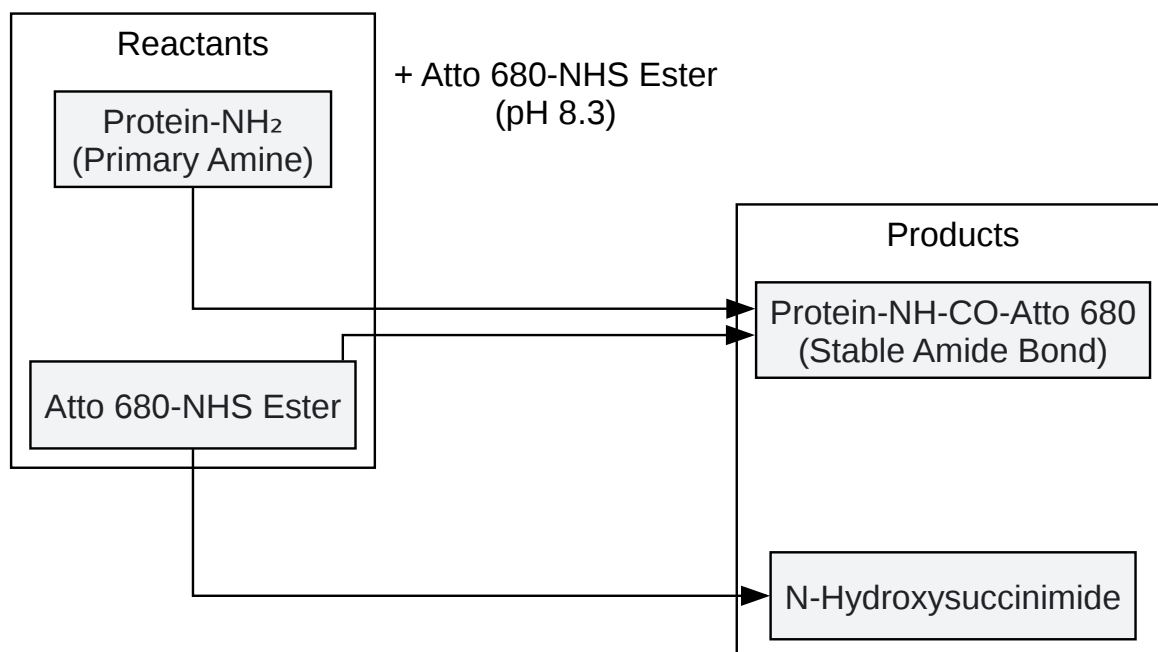 Reactants
Protein-NH₂
(Primary Amine)
Atto 680-NHS Ester
+ Atto 680-NHS Ester
(pH 8.3)
Products
Protein-NH-CO-Atto 680
(Stable Amide Bond)
N-Hydroxysuccinimide